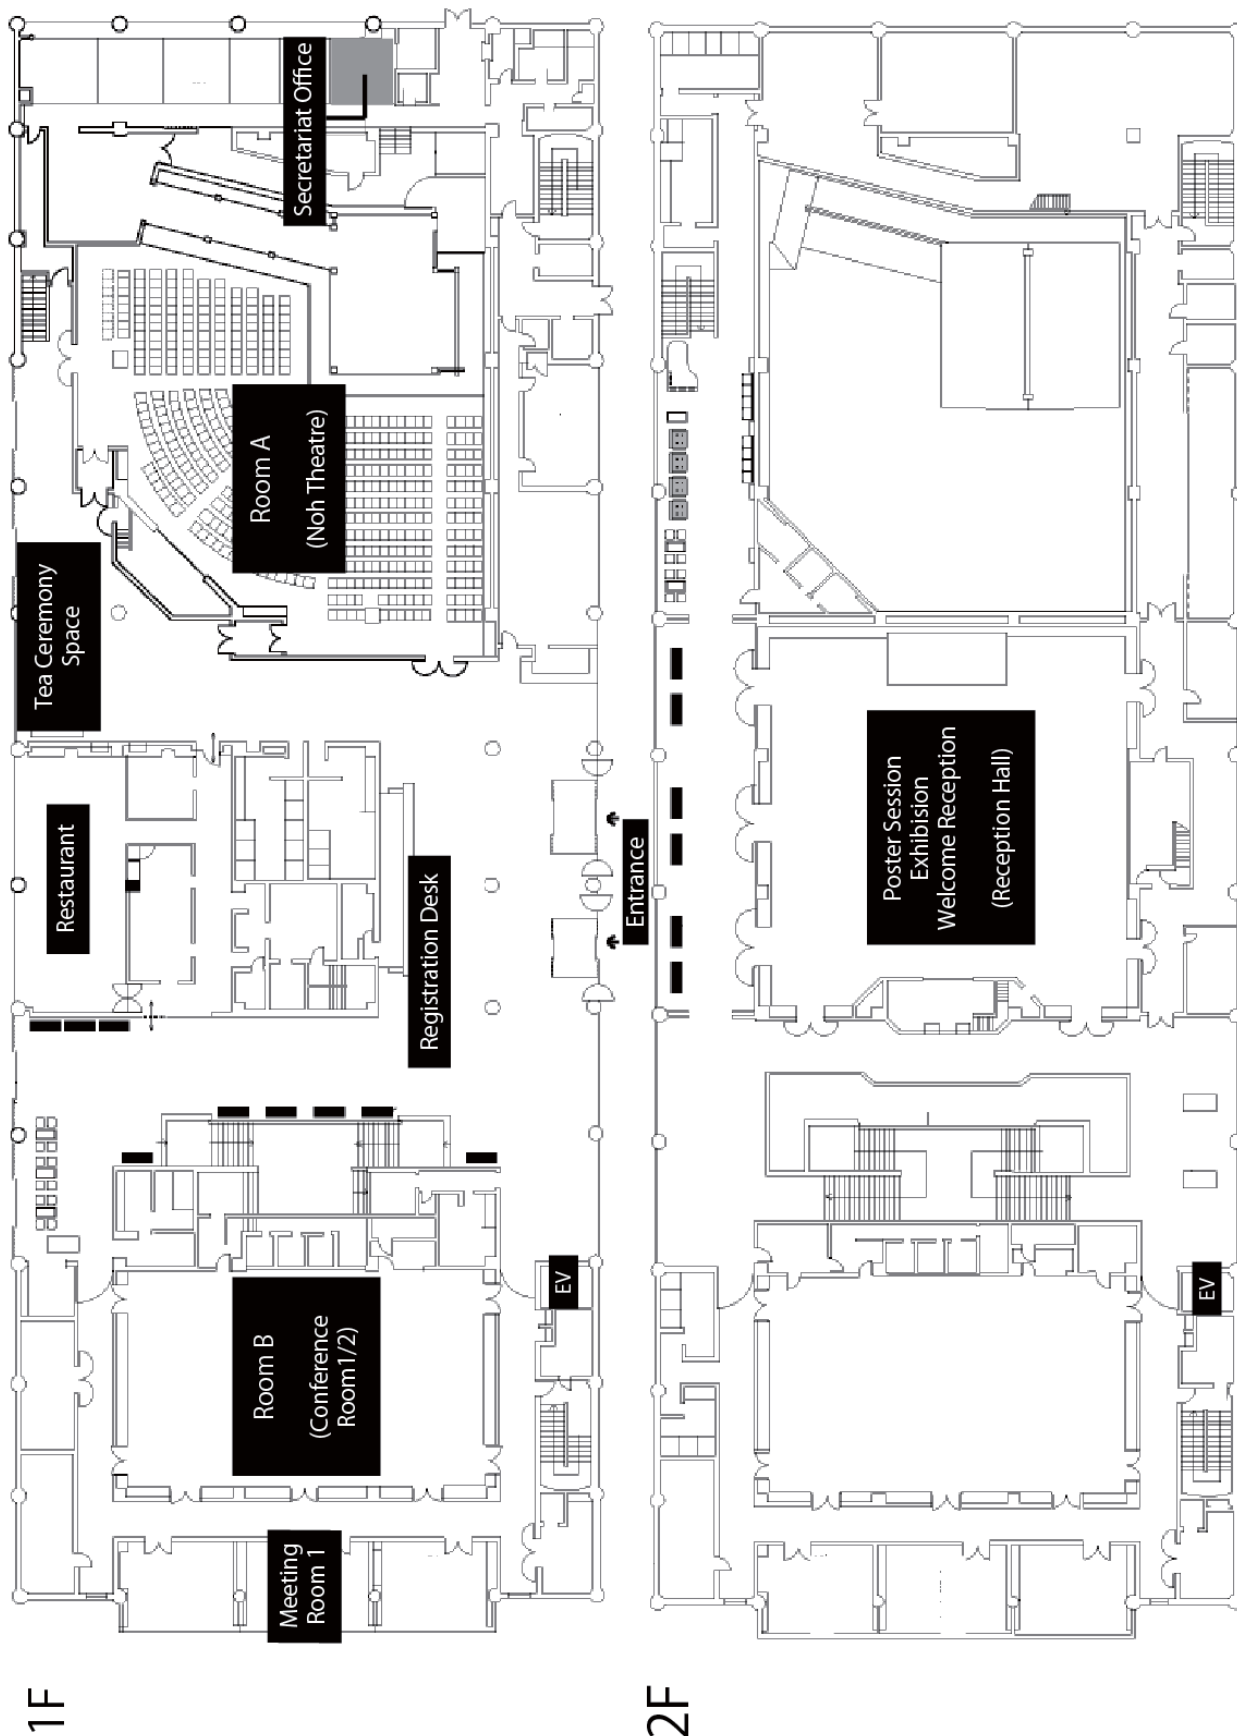 1F
Meeting
Room 1
Room B
(Conference
Room1/2)
EV
Restaurant
Registration Desk
Entrance
Tea Ceremony
Space
Room A
(Noh Theatre)
Secretariat Office
2F
EV
Poster Session
Exhibision
Welcome Reception
(Reception Hall)